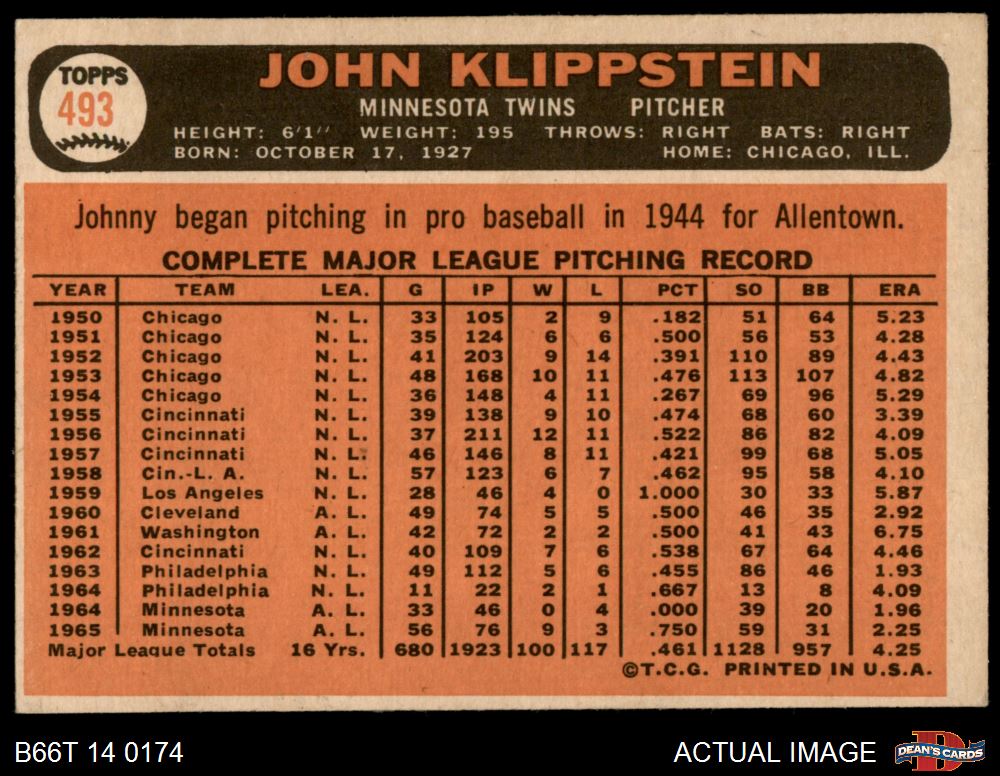 TOPPS
493
JOHN KLIPPSTEIN
MINNESOTA TWINS PITCHER
HEIGHT: 6'1" WEIGHT: 195 THROWS: RIGHT BATS: RIGHT
BORN: OCTOBER 17, 1927 HOME: CHICAGO, ILL.
Johnny began pitching in pro baseball in 1944 for Allentown.
COMPLETE MAJOR LEAGUE PITCHING RECORD
YEAR TEAM LEA. G IP W L PCT SO BB ERA
1950 Chicago N. L. 33 105 2 9 .182 51 64 5.23
1951 Chicago N. L. 35 124 6 6 .500 56 53 4.28
1952 Chicago N. L. 41 203 9 14 .391 110 89 4.43
1953 Chicago N. L. 48 168 10 11 .476 113 107 4.82
1954 Chicago N. L. 36 148 4 11 .267 69 96 5.29
1955 Cincinnati N. L. 39 138 9 10 .474 68 60 3.39
1956 Cincinnati N. L. 37 211 12 11 .522 86 82 4.09
1957 Cincinnati N. L. 46 146 8 11 .421 99 68 5.05
1958 Cin.-L. A. N. L. 57 123 6 7 .462 95 58 4.10
1959 Los Angeles N. L. 28 46 4 0 1.000 30 33 5.87
1960 Cleveland A. L. 49 74 5 5 .500 46 35 2.92
1961 Washington A. L. 42 72 2 2 .500 41 43 6.75
1962 Cincinnati N. L. 40 109 7 6 .538 67 64 4.46
1963 Philadelphia N. L. 49 112 5 6 .455 86 46 1.93
1964 Philadelphia N. L. 11 22 2 1 .667 13 8 4.09
1964 Minnesota A. L. 33 46 0 4 .000 39 20 1.96
1965 Minnesota A. L. 56 76 9 3 .750 59 31 2.25
Major League Totals 16 Yrs. 680 1923 100 117 .461 1128 957 4.25
©T.C.G. PRINTED IN U.S.A.
B66T 14 0174 ACTUAL IMAGE DEAN'S CARDS